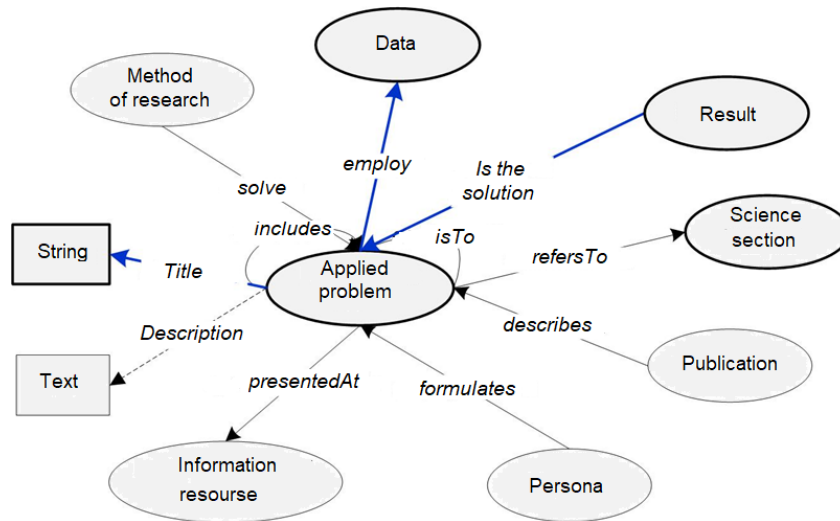 Data
Method
of research
Result
employ
Is the
solution
solve
includes
isTo
Science
section
String
Title
Applied
problem
refersTo
Description
describes
Text
presentedAt
formulates
Publication
Information
resourse
Persona